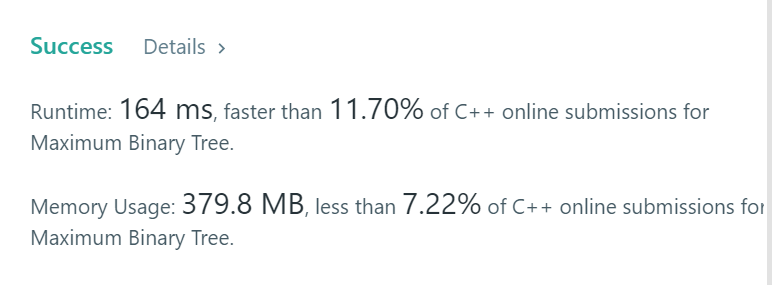 Success Details >
Runtime: 164 ms, faster than 11.70% of C++ online submissions for
Maximum Binary Tree.
Memory Usage: 379.8 MB, less than 7.22% of C++ online submissions for
Maximum Binary Tree.